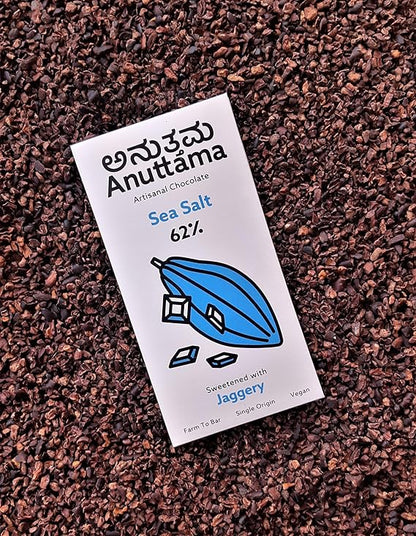 ಅನುತ್ತಮ
Anuttama
Artisanal Chocolate
Sea Salt
62%
Sweetened with
Jaggery
Farm To Bar Single Origin Vegan